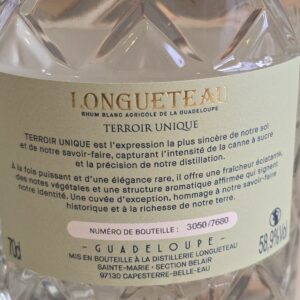 LONGUETEAU
RHUM BLANC AGRICOLE DE LA GUADELOUPE
TERROIR UNIQUE
TERROIR UNIQUE est l'expression la plus sincère de notre sol
et de notre savoir-faire, capturant l'intensité de la canne à sucre
et la précision de notre distillation.
À la fois puissant et d'une élégance rare, il offre une fraîcheur éclatante,
des notes végétales et une structure aromatique affirmée qui signent
notre identité. Une cuvée d'exception, hommage à notre savoir-faire
historique et à la richesse de notre terre.
NUMÉRO DE BOUTEILLE : 3050/7680
70cl
- GUADELOUPE -
58,9%Vol
MIS EN BOUTEILLE À LA DISTILLERIE LONGUETEAU
SAINTE-MARIE - SECTION BELAIR
97130 CAPESTERRE-BELLE-EAU